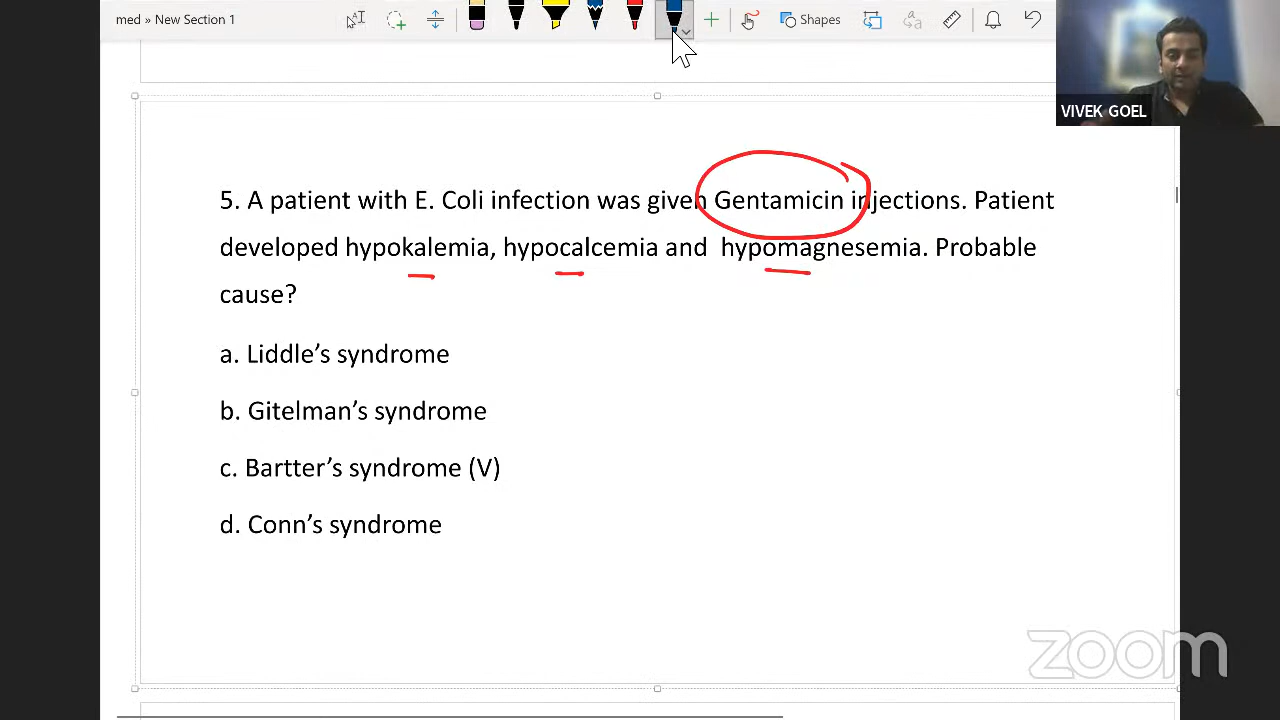 med » New Section 1
Shapes
VIVEK GOEL
5. A patient with E. Coli infection was given Gentamicin injections. Patient
developed hypokalemia, hypocalcemia and hypomagnesemia. Probable
cause?
a. Liddle’s syndrome
b. Gitelman’s syndrome
c. Bartter’s syndrome (V)
d. Conn’s syndrome
zoom